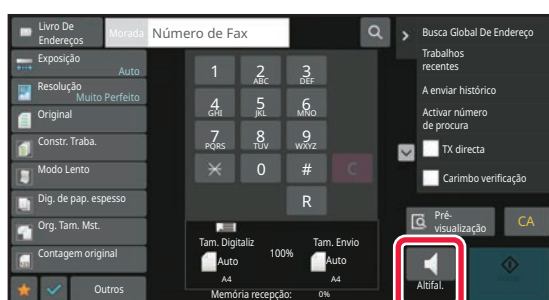 Livro De
Endereços
Morada
Número de Fax
Exposição
Auto
Resolução
Muito Perfeito
Original
Constr. Traba.
Modo Lento
Dig. de pap. espesso
Org. Tam. Mst.
Contagem original
Outros
1
2
ABC
3
DEF
4
GHI
5
JKL
6
MNO
7
PQRS
8
TUV
9
WXYZ
0
#
C
R
Tam. Digitaliz
100%
Tam. Envio
Auto
Auto
A4
A4
Memória recepção:
0%
Busca Global De Endereço
Trabalhos
recentes
A enviar histórico
Activar número
de procura
TX directa
Carimbo verificação
Pré-
visualização
CA
Altifal.